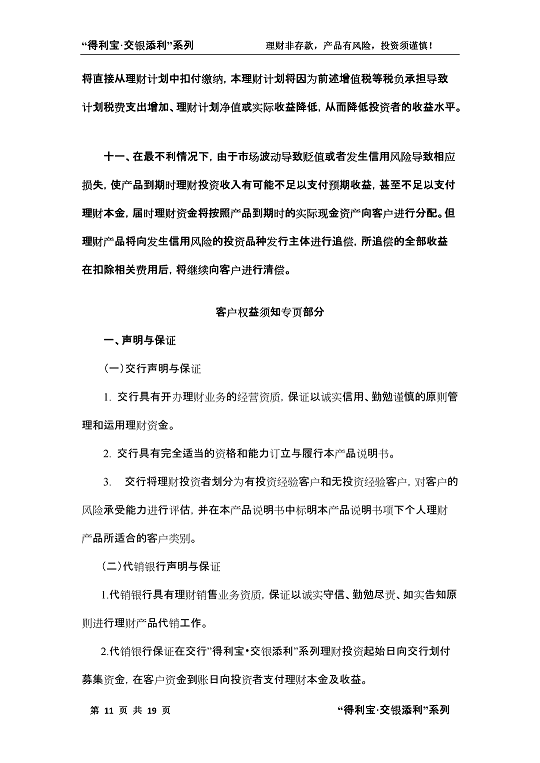 “得利宝·交银添利”系列 理财非存款，产品有风险，投资须谨慎！
将直接从理财计划中扣付缴纳，本理财计划将因为前述增值税等税负承担导致
计划税费支出增加、理财计划净值或实际收益降低，从而降低投资者的收益水平。
十一、在最不利情况下，由于市场波动导致贬值或者发生信用风险导致相应
损失，使产品到期时理财投资收入有可能不足以支付预期收益，甚至不足以支付
理财本金，届时理财资金将按照产品到期时的实际现金资产向客户进行分配。但
理财产品将向发生信用风险的投资品种发行主体进行追偿，所追偿的全部收益
在扣除相关费用后，将继续向客户进行清偿。
客户权益须知专页部分
一、声明与保证
（一）交行声明与保证
1. 交行具有开办理财业务的经营资质，保证以诚实信用、勤勉谨慎的原则管
理和运用理财资金。
2. 交行具有完全适当的资格和能力订立与履行本产品说明书。
3. 交行将理财投资者划分为有投资经验客户和无投资经验客户，对客户的
风险承受能力进行评估，并在本产品说明书中标明本产品说明书项下个人理财
产品所适合的客户类别。
（二）代销银行声明与保证
1.代销银行具有理财销售业务资质，保证以诚实守信、勤勉尽责、如实告知原
则进行理财产品代销工作。
2.代销银行保证在交行"得利宝•交银添利”系列理财投资起始日向交行划付
募集资金，在客户资金到账日向投资者支付理财本金及收益。
第 11 页 共 19 页 “得利宝·交银添利”系列